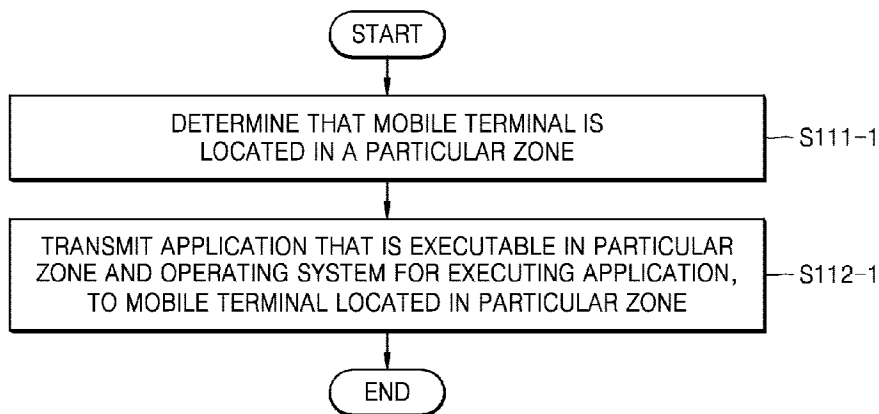 START
DETERMINE THAT MOBILE TERMINAL IS
LOCATED IN A PARTICULAR ZONE
S111-1
TRANSMIT APPLICATION THAT IS EXECUTABLE IN PARTICULAR
ZONE AND OPERATING SYSTEM FOR EXECUTING APPLICATION,
TO MOBILE TERMINAL LOCATED IN PARTICULAR ZONE
S112-1
END